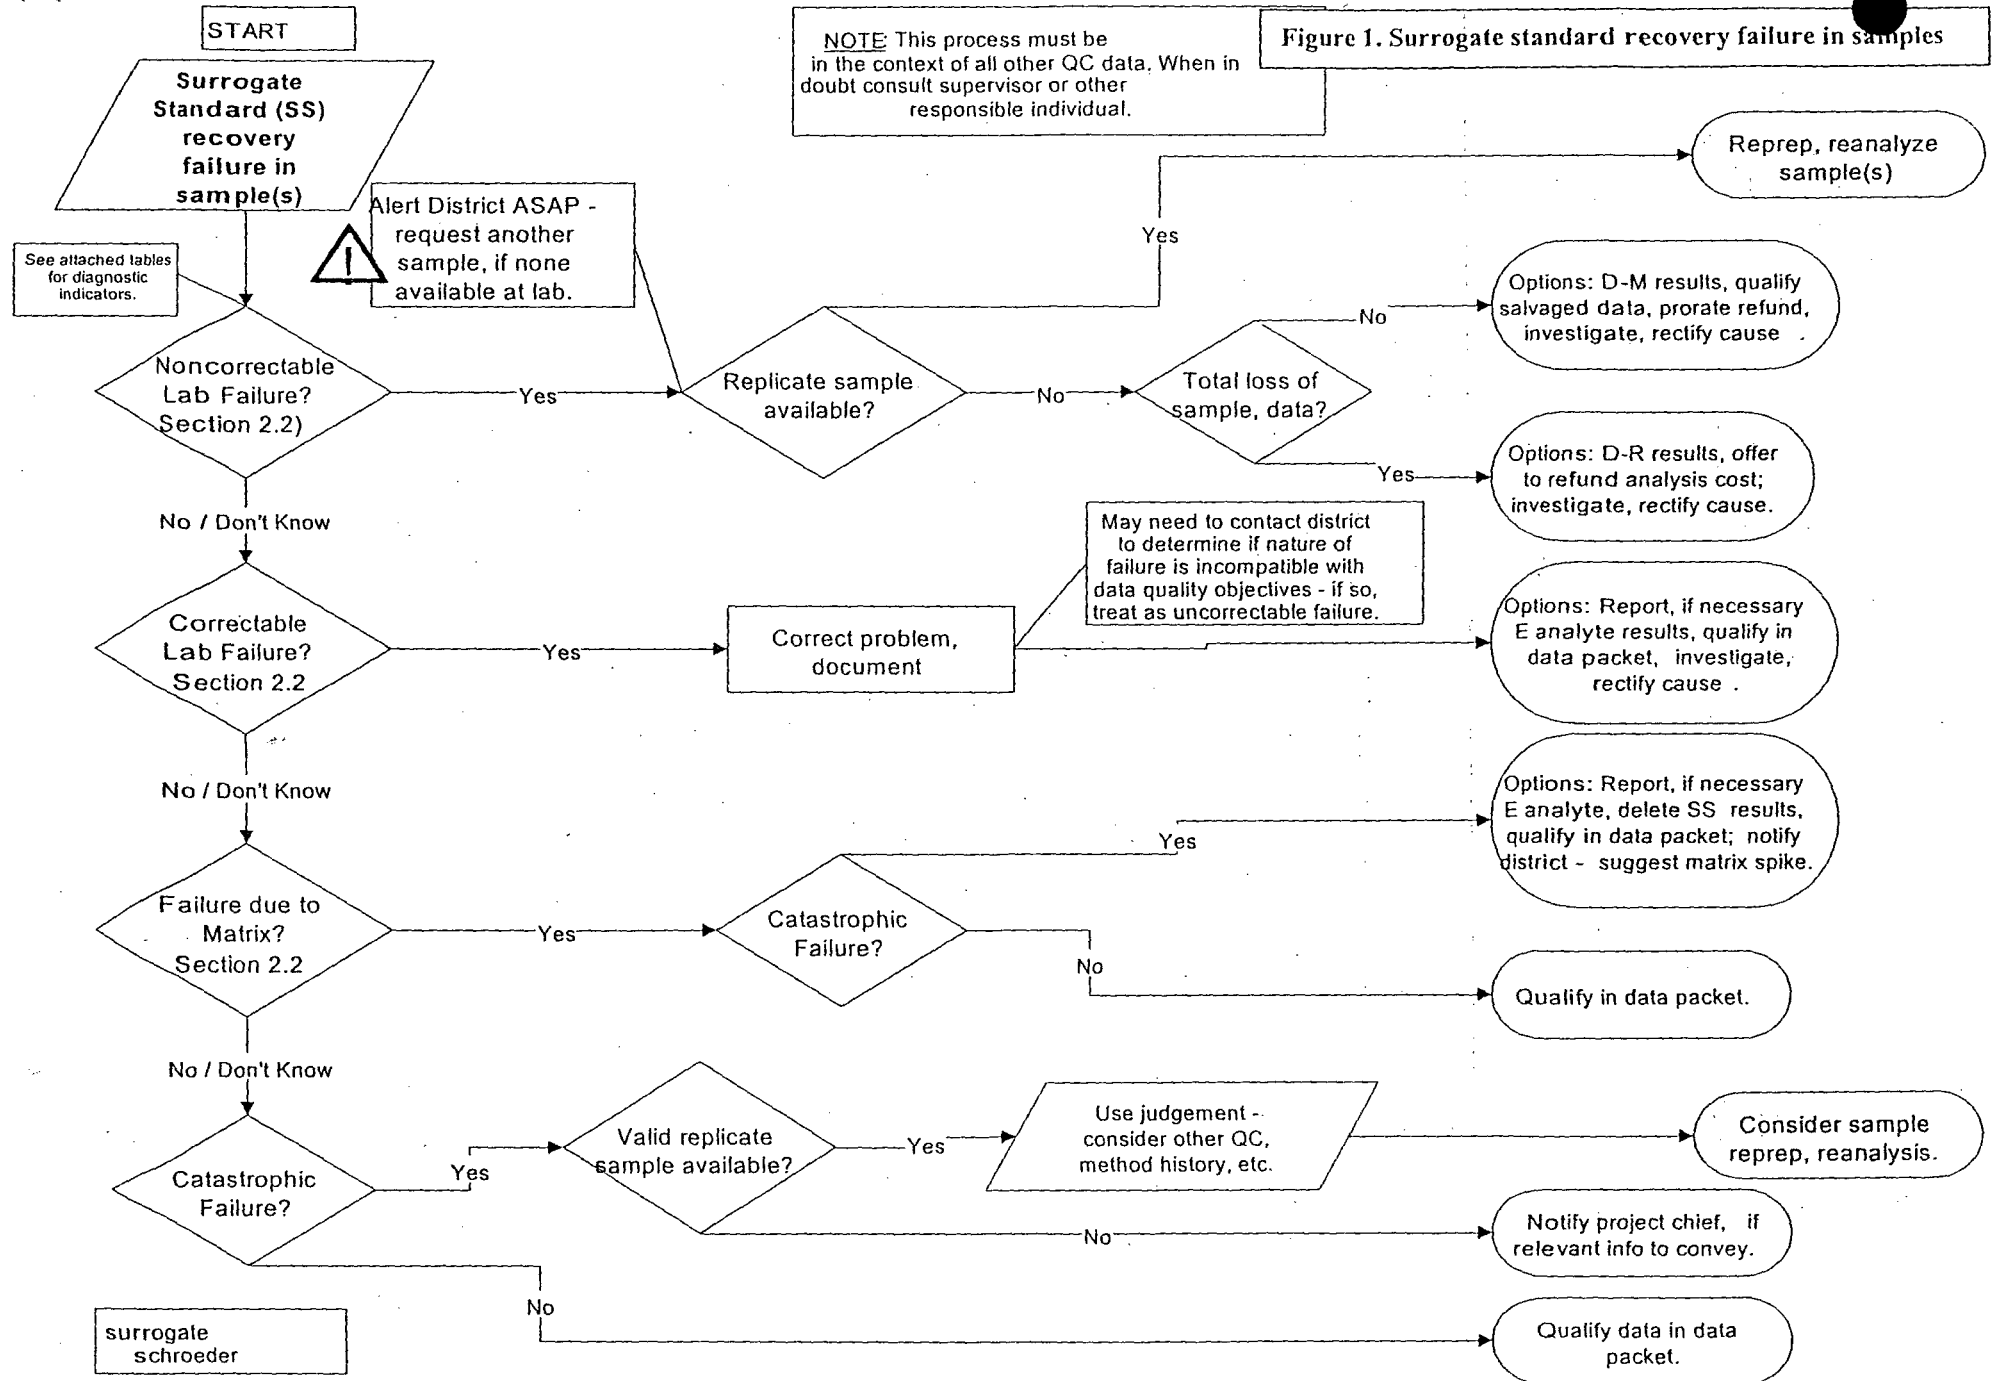 START
Figure 1. Surrogate standard recovery failure in samples
NOTE: This process must be
in the context of all other QC data. When in
doubt consult supervisor or other
responsible individual.
Surrogate
Standard (SS)
recovery
failure in
sample(s)
See attached tables
for diagnostic
indicators.
!
Alert District ASAP -
request another
sample, if none
available at lab.
Yes
Reprep, reanalyze
sample(s)
Noncorrectable
Lab Failure?
Section 2.2)
Yes
Replicate sample
available?
No
Total loss of
sample, data?
No
Options: D-M results, qualify
salvaged data, prorate refund,
investigate, rectify cause .
Yes
Options: D-R results, offer
to refund analysis cost;
investigate, rectify cause.
No / Don't Know
Correctable
Lab Failure?
Section 2.2
Yes
Correct problem,
document
May need to contact district
to determine if nature of
failure is incompatible with
data quality objectives - if so,
treat as uncorrectable failure.
Options: Report, if necessary
E analyte results, qualify in
data packet, investigate,
rectify cause .
No / Don't Know
Failure due to
Matrix?
Section 2.2
Yes
Catastrophic
Failure?
Yes
Options: Report, if necessary
E analyte, delete SS results,
qualify in data packet; notify
district - suggest matrix spike.
No
Qualify in data packet.
No / Don't Know
Catastrophic
Failure?
Yes
Valid replicate
sample available?
Yes
Use judgement -
consider other QC,
method history, etc.
Consider sample
reprep, reanalysis.
No
Notify project chief, if
relevant info to convey.
No
Qualify data in data
packet.
surrogate
schroeder